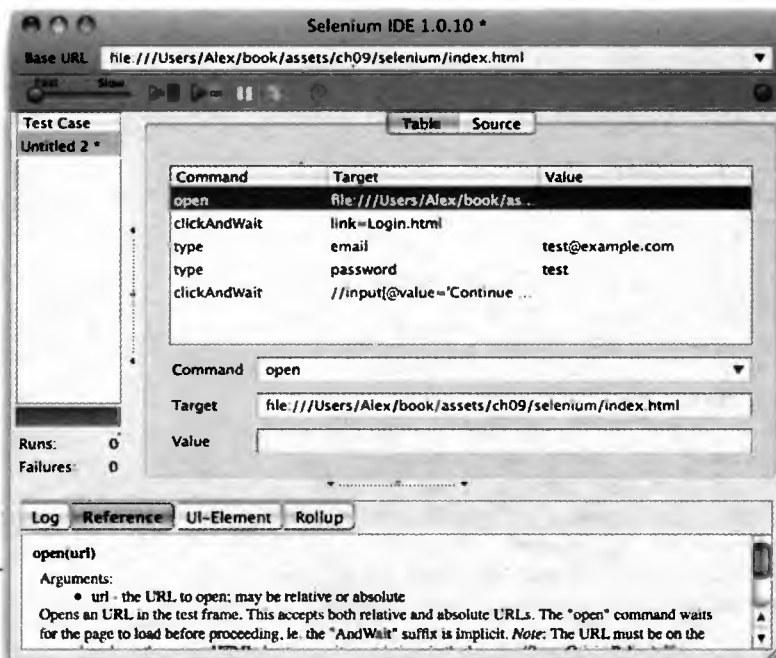 Selenium IDE 1.0.10 *
Base URL file:///Users/Alex/book/assets/ch09/selenium/index.html
Fast Slow
Test Case
Untitled 2 *
Table Source
Command Target Value
open file:///Users/Alex/book/as...
clickAndWait link=Login.html
type email test@example.com
type password test
clickAndWait //input[@value='Continue ...
Command open
Target file:///Users/Alex/book/assets/ch09/selenium/index.html
Value
Runs: 0
Failures: 0
Log Reference UI-Element Rollup
open(url)
Arguments:
• url - the URL to open; may be relative or absolute
Opens an URL in the test frame. This accepts both relative and absolute URLs. The "open" command waits
for the page to load before proceeding, ie. the "AndWait" suffix is implicit. Note: The URL must be on the